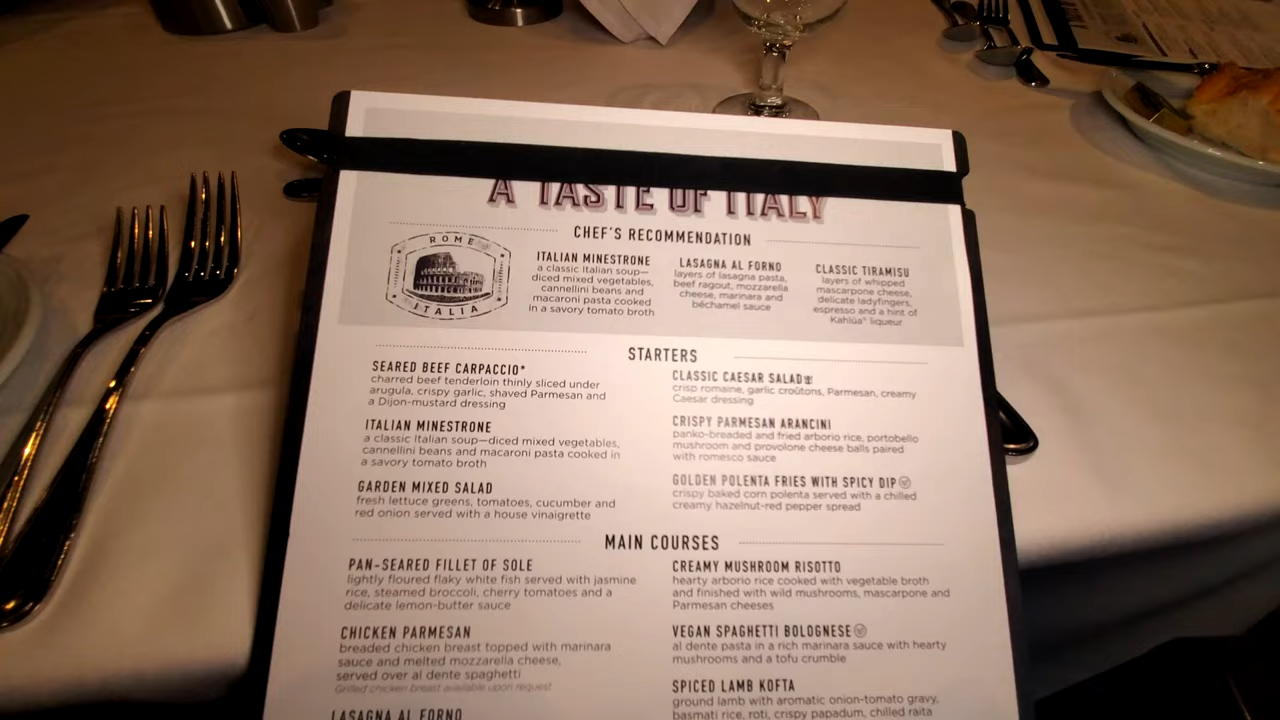 A TASTE OF ITALY
CHEF'S RECOMMENDATION
ROME
ITALIA
ITALIAN MINESTRONE
a classic Italian soup—
diced mixed vegetables,
cannellini beans and
macaroni pasta cooked
in a savory tomato broth
LASAGNA AL FORNO
layers of lasagna pasta,
beef ragout, mozzarella
cheese, marinara and
béchamel sauce
CLASSIC TIRAMISU
layers of whipped
mascarpone cheese,
delicate ladyfingers,
espresso and a hint of
Kahlúa® liqueur
STARTERS
SEARED BEEF CARPACCIO*
charred beef tenderloin thinly sliced under
arugula, crispy garlic, shaved Parmesan and
a Dijon-mustard dressing
ITALIAN MINESTRONE
a classic Italian soup—diced mixed vegetables,
cannellini beans and macaroni pasta cooked in
a savory tomato broth
GARDEN MIXED SALAD
fresh lettuce greens, tomatoes, cucumber and
red onion served with a house vinaigrette
CLASSIC CAESAR SALAD
crisp romaine, garlic croûtons, Parmesan, creamy
Caesar dressing
CRISPY PARMESAN ARANCINI
panko-breaded and fried arborio rice, portobello
mushroom and provolone cheese balls paired
with romesco sauce
GOLDEN POLENTA FRIES WITH SPICY DIP
crispy baked corn polenta served with a chilled
creamy hazelnut-red pepper spread
MAIN COURSES
PAN-SEARED FILLET OF SOLE
lightly floured flaky white fish served with jasmine
rice, steamed broccoli, cherry tomatoes and a
delicate lemon-butter sauce
CHICKEN PARMESAN
breaded chicken breast topped with marinara
sauce and melted mozzarella cheese,
served over al dente spaghetti
Grilled chicken breast available upon request
LASAGNA AL FORNO
CREAMY MUSHROOM RISOTTO
hearty arborio rice cooked with vegetable broth
and finished with wild mushrooms, mascarpone and
Parmesan cheeses
VEGAN SPAGHETTI BOLOGNESE
al dente pasta in a rich marinara sauce with hearty
mushrooms and a tofu crumble
SPICED LAMB KOFTA
ground lamb with aromatic onion-tomato gravy,
basmati rice, roti, crispy papadum, chilled raita